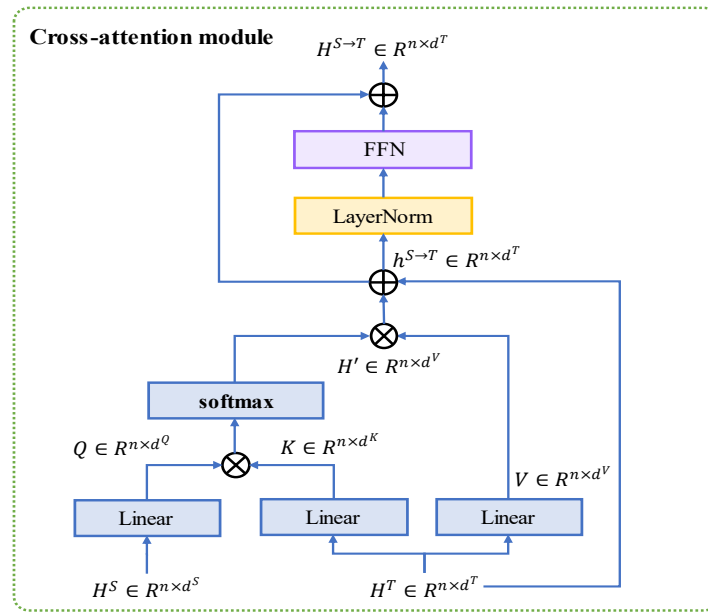 Cross-attention module
H^{S→T} ∈ R^{n×d^T}
FFN
LayerNorm
h^{S→T} ∈ R^{n×d^T}
H′ ∈ R^{n×d^V}
softmax
Q ∈ R^{n×d^Q}
K ∈ R^{n×d^K}
V ∈ R^{n×d^V}
Linear
Linear
Linear
H^S ∈ R^{n×d^S}
H^T ∈ R^{n×d^T}